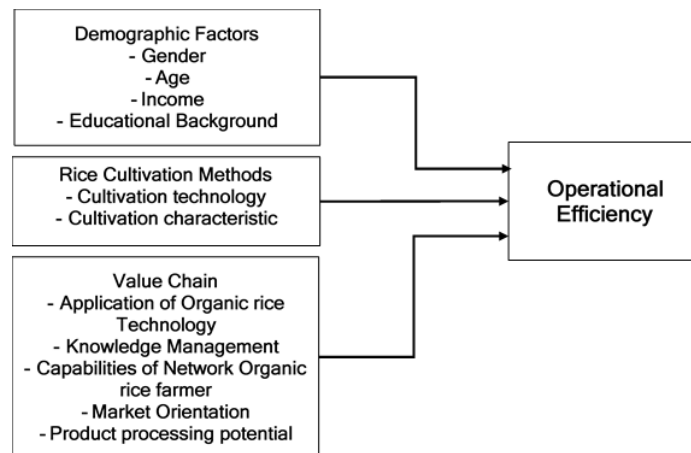 Demographic Factors
- Gender
- Age
- Income
- Educational Background
Rice Cultivation Methods
- Cultivation technology
- Cultivation characteristic
Value Chain
- Application of Organic rice
Technology
- Knowledge Management
- Capabilities of Network Organic
rice farmer
- Market Orientation
- Product processing potential
Operational
Efficiency